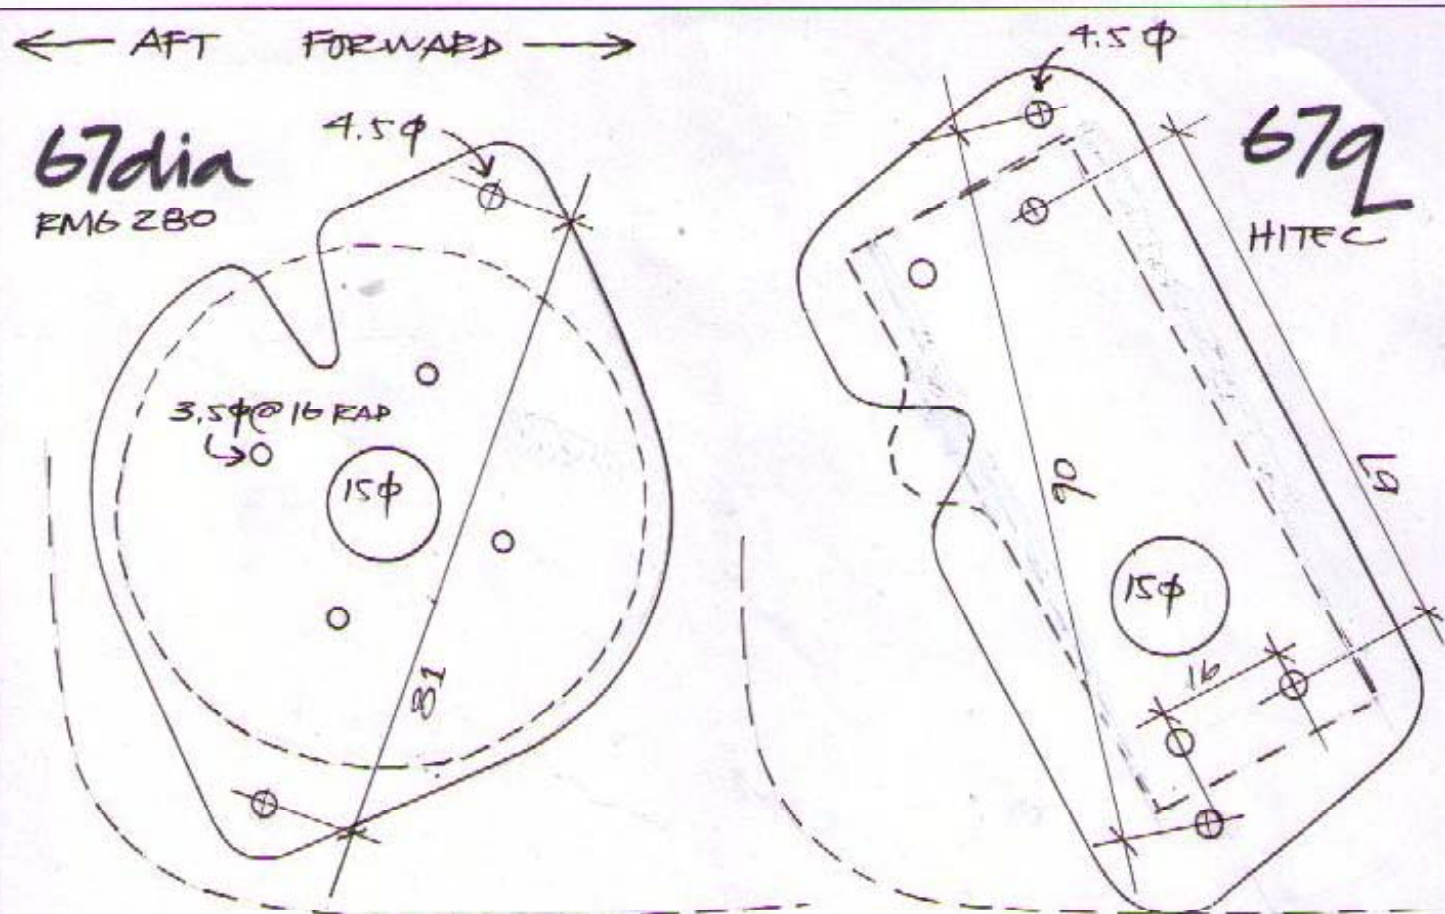 AFT FORWARD
67dia
RMG 280
4.5φ
3.5φ@16 RAD
15φ
81
4.5φ
67q
HITEC
90
61
15φ
16